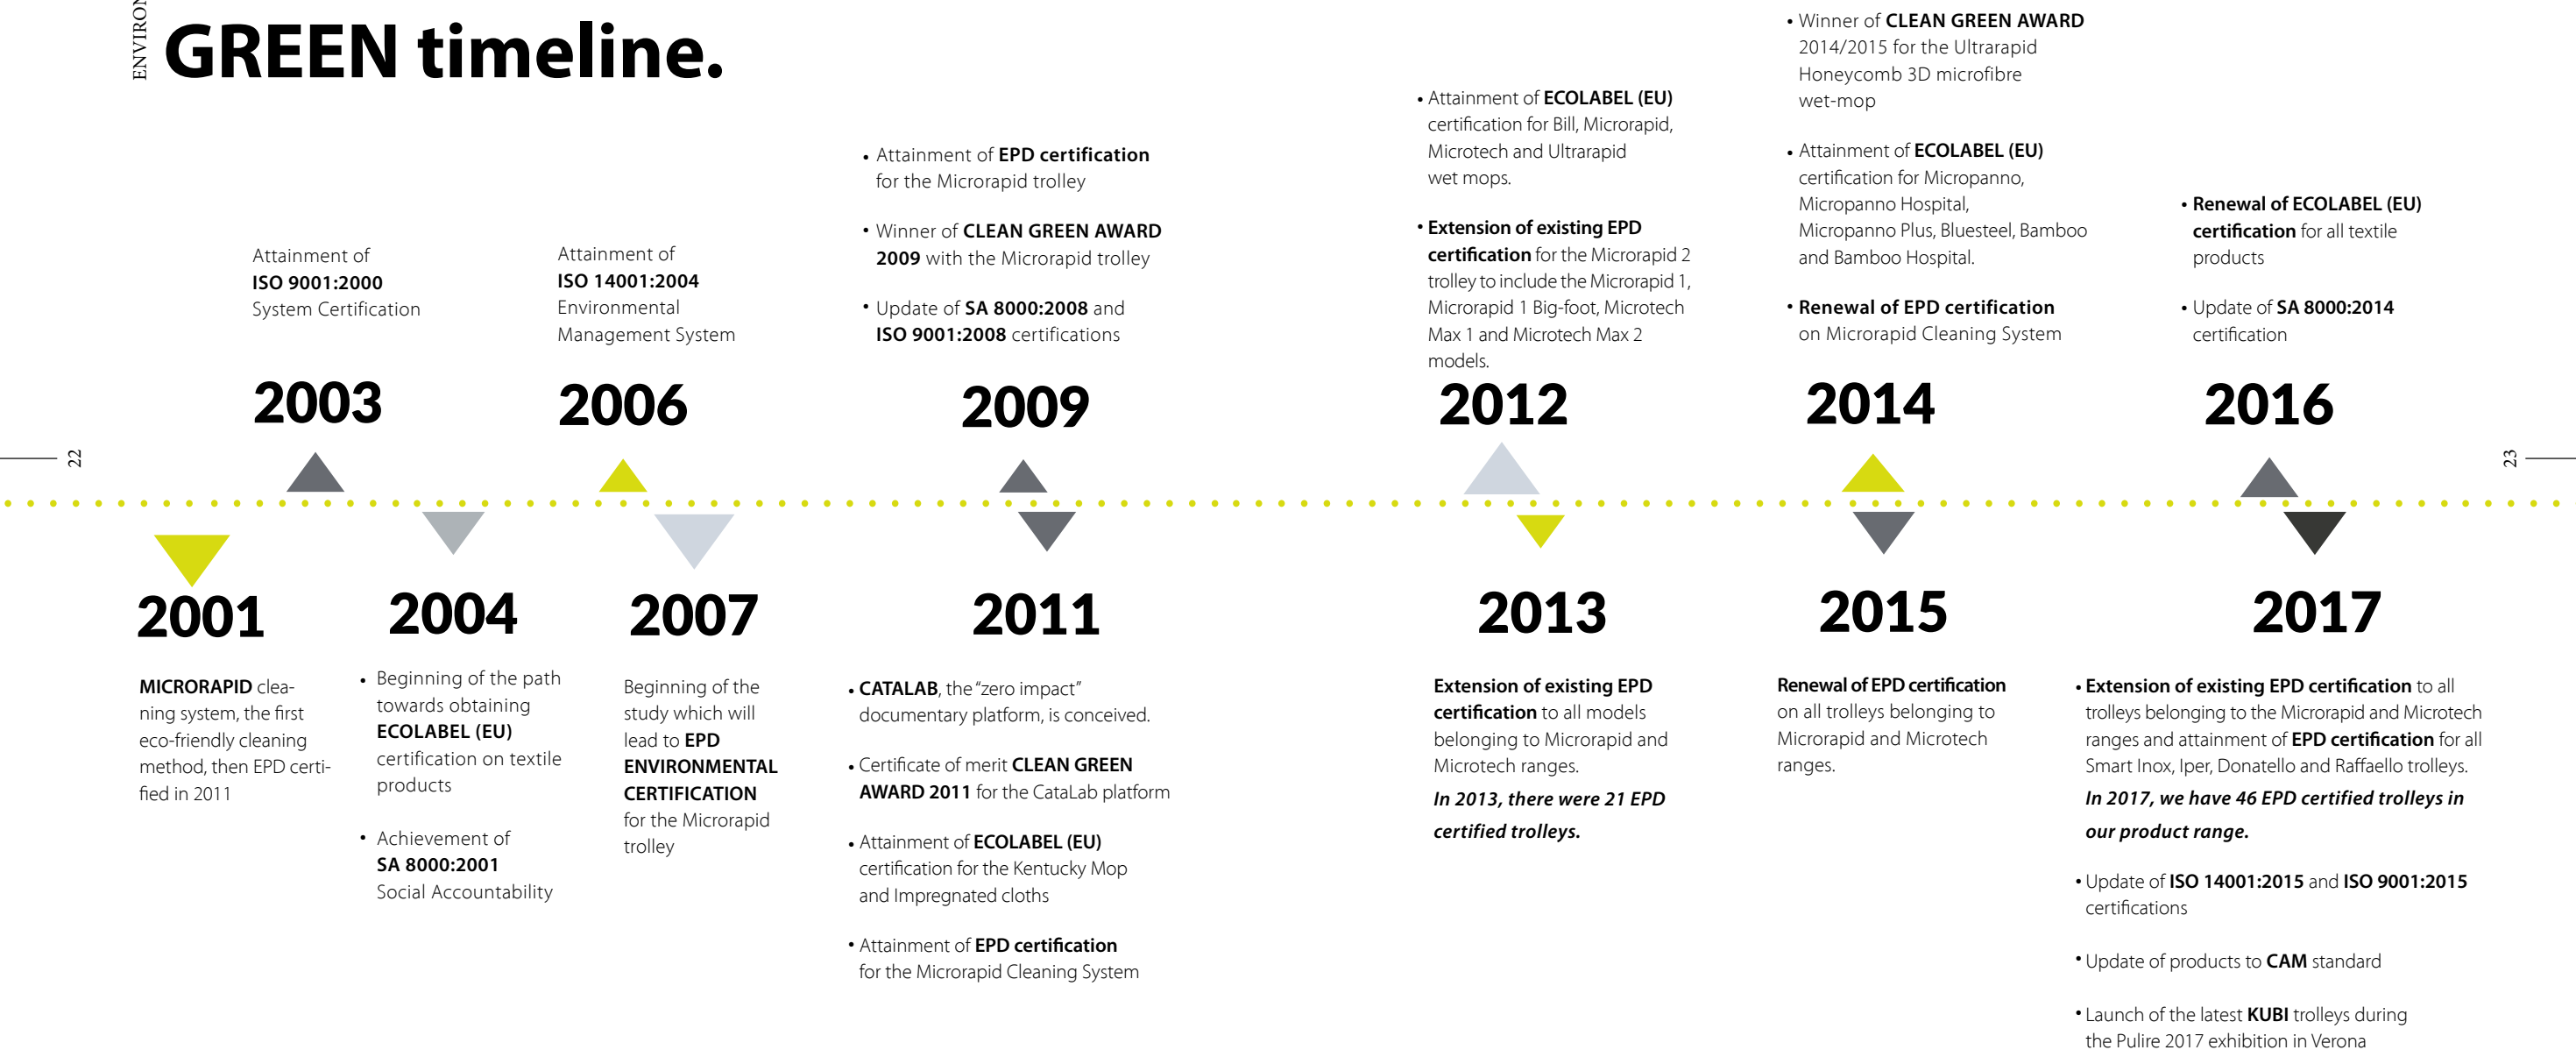 GREEN timeline.
Attainment of
ISO 9001:2000
System Certification
2003
Attainment of
ISO 14001:2004
Environmental
Management System
2006
• Attainment of EPD certification
for the Microrapid trolley
• Winner of CLEAN GREEN AWARD
2009 with the Microrapid trolley
• Update of SA 8000:2008 and
ISO 9001:2008 certifications
2009
• Attainment of ECOLABEL (EU)
certification for Bill, Microrapid,
Microtech and Ultrarapid
wet mops.
• Extension of existing EPD
certification for the Microrapid 2
trolley to include the Microrapid 1,
Microrapid 1 Big-foot, Microtech
Max 1 and Microtech Max 2
models.
2012
• Winner of CLEAN GREEN AWARD
2014/2015 for the Ultrarapid
Honeycomb 3D microfibre
wet-mop
• Attainment of ECOLABEL (EU)
certification for Micropanno,
Micropanno Hospital,
Micropanno Plus, Bluesteel, Bamboo
and Bamboo Hospital.
• Renewal of EPD certification
on Microrapid Cleaning System
2014
• Renewal of ECOLABEL (EU)
certification for all textile
products
• Update of SA 8000:2014
certification
2016
22
23
2001
MICRORAPID clea-
ning system, the first
eco-friendly cleaning
method, then EPD certi-
fied in 2011
2004
• Beginning of the path
towards obtaining
ECOLABEL (EU)
certification on textile
products
• Achievement of
SA 8000:2001
Social Accountability
2007
Beginning of the
study which will
lead to EPD
ENVIRONMENTAL
CERTIFICATION
for the Microrapid
trolley
2011
• CATALAB, the “zero impact”
documentary platform, is conceived.
• Certificate of merit CLEAN GREEN
AWARD 2011 for the CataLab platform
• Attainment of ECOLABEL (EU)
certification for the Kentucky Mop
and Impregnated cloths
• Attainment of EPD certification
for the Microrapid Cleaning System
2013
Extension of existing EPD
certification to all models
belonging to Microrapid and
Microtech ranges.
In 2013, there were 21 EPD
certified trolleys.
2015
Renewal of EPD certification
on all trolleys belonging to
Microrapid and Microtech
ranges.
2017
• Extension of existing EPD certification to all
trolleys belonging to the Microrapid and Microtech
ranges and attainment of EPD certification for all
Smart Inox, Iper, Donatello and Raffaello trolleys.
In 2017, we have 46 EPD certified trolleys in
our product range.
• Update of ISO 14001:2015 and ISO 9001:2015
certifications
• Update of products to CAM standard
• Launch of the latest KUBI trolleys during
the Pulire 2017 exhibition in Verona